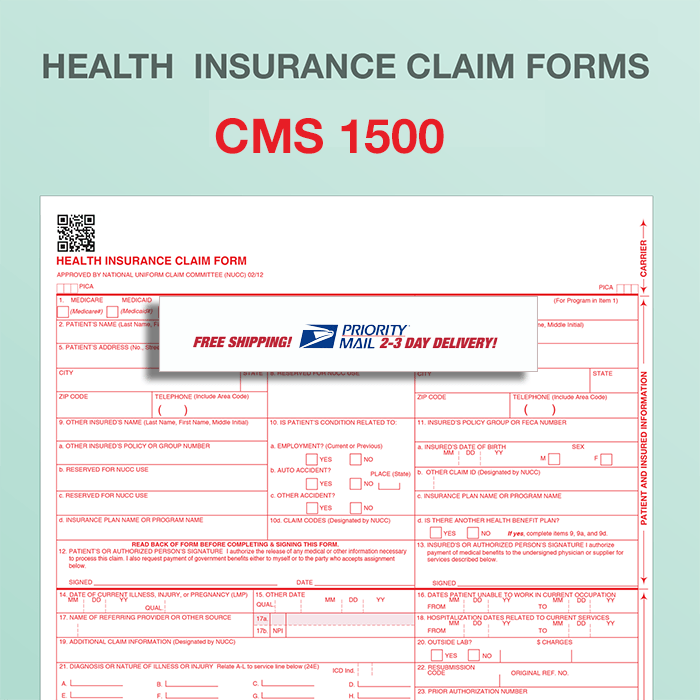 HEALTH INSURANCE CLAIM FORMS
CMS 1500
HEALTH INSURANCE CLAIM FORM
APPROVED BY NATIONAL UNIFORM CLAIM COMMITTEE (NUCC) 02/12
PICA PICA
CARRIER
1. MEDICARE MEDICAID (For Program in Item 1)
(Medicare#) (Medicaid#)
2. PATIENT'S NAME (Last Name, Middle Initial)
FREE SHIPPING! PRIORITY MAIL 2-3 DAY DELIVERY!
5. PATIENT'S ADDRESS (No., Street
CITY STATE 8. RESERVED FOR NUCC USE CITY STATE
ZIP CODE TELEPHONE (Include Area Code) ZIP CODE TELEPHONE (Include Area Code)
( ) ( )
9. OTHER INSURED'S NAME (Last Name, First Name, Middle Initial) 10. IS PATIENT'S CONDITION RELATED TO: 11. INSURED'S POLICY GROUP OR FECA NUMBER
a. OTHER INSURED'S POLICY OR GROUP NUMBER a. EMPLOYMENT? (Current or Previous) a. INSURED'S DATE OF BIRTH SEX
YES NO MM DD YY M F
b. RESERVED FOR NUCC USE b. AUTO ACCIDENT? PLACE (State) b. OTHER CLAIM ID (Designated by NUCC)
YES NO
c. RESERVED FOR NUCC USE c. OTHER ACCIDENT? c. INSURANCE PLAN NAME OR PROGRAM NAME
YES NO
d. INSURANCE PLAN NAME OR PROGRAM NAME 10d. CLAIM CODES (Designated by NUCC) d. IS THERE ANOTHER HEALTH BENEFIT PLAN?
YES NO If yes, complete items 9, 9a, and 9d.
PATIENT AND INSURED INFORMATION
READ BACK OF FORM BEFORE COMPLETING & SIGNING THIS FORM.
12. PATIENT'S OR AUTHORIZED PERSON'S SIGNATURE I authorize the release of any medical or other information necessary
to process this claim. I also request payment of government benefits either to myself or to the party who accepts assignment
below.
SIGNED DATE
13. INSURED'S OR AUTHORIZED PERSON'S SIGNATURE I authorize
payment of medical benefits to the undersigned physician or supplier for
services described below.
SIGNED
14. DATE OF CURRENT ILLNESS, INJURY, or PREGNANCY (LMP) 15. OTHER DATE 16. DATES PATIENT UNABLE TO WORK IN CURRENT OCCUPATION
MM DD YY QUAL. QUAL. MM DD YY MM DD YY MM DD YY
FROM TO
17. NAME OF REFERRING PROVIDER OR OTHER SOURCE 17a. 18. HOSPITALIZATION DATES RELATED TO CURRENT SERVICES
17b. NPI MM DD YY MM DD YY
FROM TO
19. ADDITIONAL CLAIM INFORMATION (Designated by NUCC) 20. OUTSIDE LAB? $ CHARGES
YES NO
21. DIAGNOSIS OR NATURE OF ILLNESS OR INJURY Relate A-L to service line below (24E) ICD Ind. 22. RESUBMISSION
CODE ORIGINAL REF. NO.
A. B. C. D.
23. PRIOR AUTHORIZATION NUMBER
E. F. G. H.